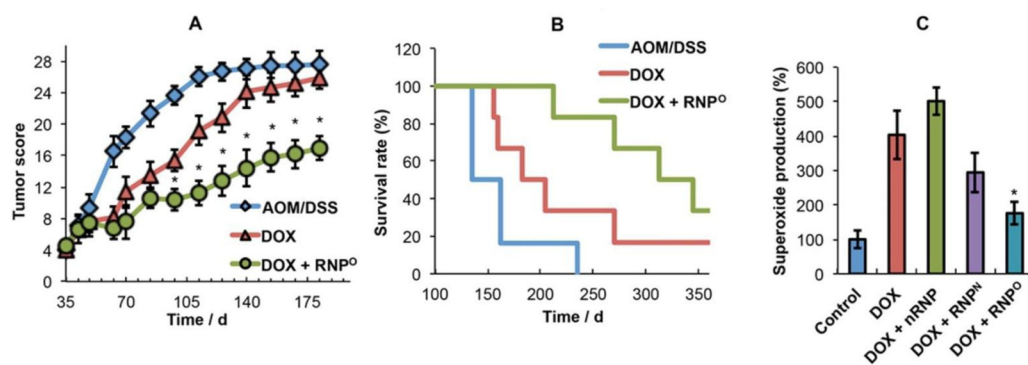 A
Tumor score
28
24
20
16
12
8
4
0
* * * * * * *
AOM/DSS
DOX
DOX + RNPᴼ
35 70 105 140 175
Time / d
B
Survival rate (%)
120
100
80
60
40
20
0
AOM/DSS
DOX
DOX + RNPᴼ
100 150 200 250 300 350
Time / d
C
Superoxide production (%)
600
500
400
300
200
100
0
*
Control
DOX
DOX + nRNP
DOX + RNPᴺ
DOX + RNPᴼ